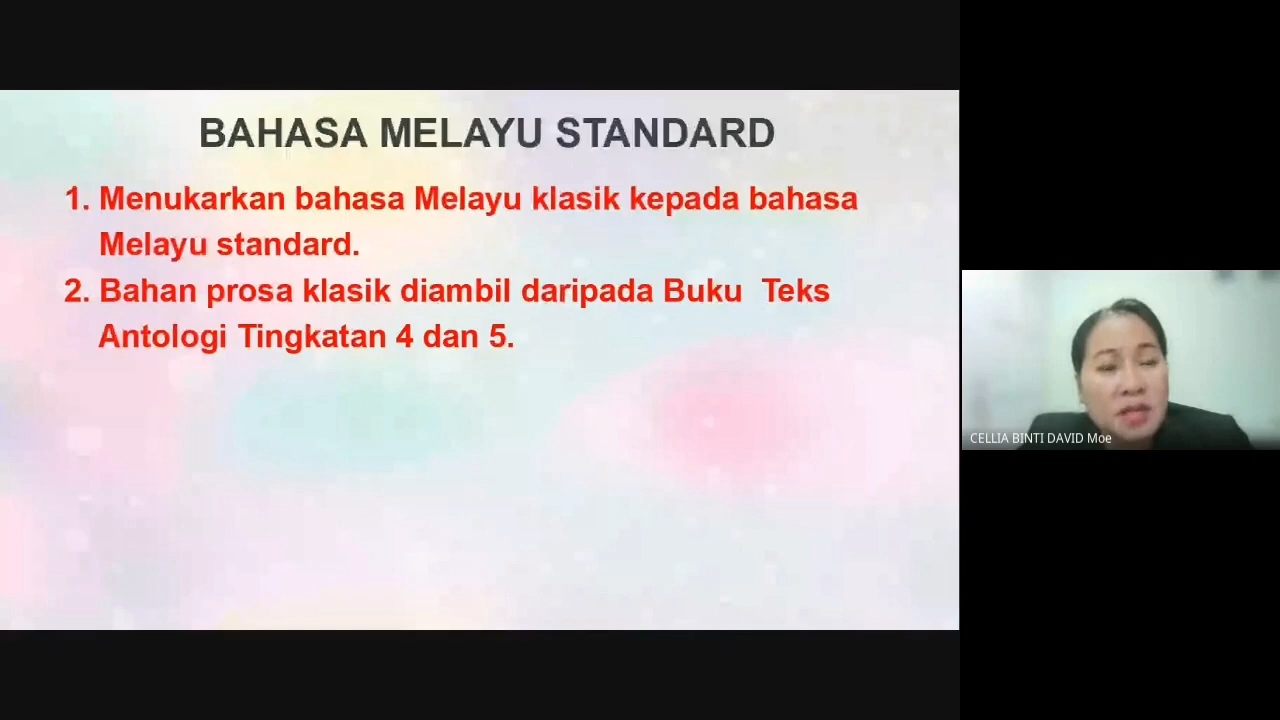 BAHASA MELAYU STANDARD
1. Menukarkan bahasa Melayu klasik kepada bahasa
Melayu standard.
2. Bahan prosa klasik diambil daripada Buku  Teks
Antologi Tingkatan 4 dan 5.
CELLIA BINTI DAVID Moe